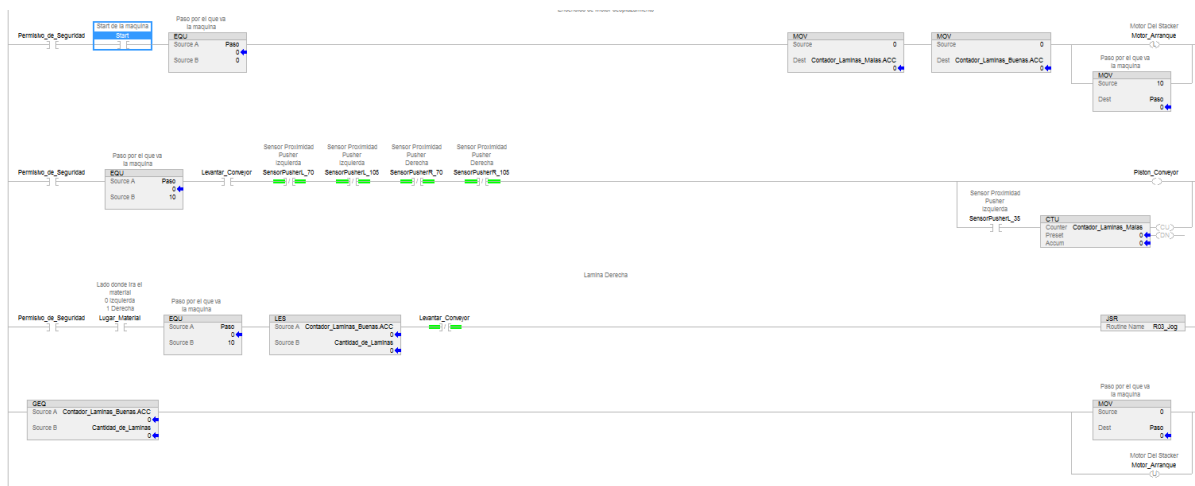 Paso por el que va
la maquina
Start de la maquina
Permisivo_de_Seguridad
Start
EQU
Source A Paso
0
Source B 0
MOV
Source 0
Dest Contador_Laminas_Malas.ACC
0
MOV
Source 0
Dest Contador_Laminas_Buenas.ACC
0
Motor Del Stacker
Motor_Arranque
Paso por el que va
la maquina
MOV
Source 10
Dest Paso
0
Permisivo_de_Seguridad
Paso por el que va
la maquina
EQU
Source A Paso
0
Source B 10
Levantar_Conveyor
Sensor Proximidad
Pusher
Izquierda
SensorPusherL_70
Sensor Proximidad
Pusher
Izquierda
SensorPusherL_105
Sensor Proximidad
Pusher
Derecha
SensorPusherR_70
Sensor Proximidad
Pusher
Derecha
SensorPusherR_105
Piston_Conveyor
Sensor Proximidad
Pusher
Izquierda
SensorPusherL_35
CTU
Counter Contador_Laminas_Malas
Preset 0
Accum 0
CU
DN
Lamina Derecha
Permisivo_de_Seguridad
Lado donde ira el
material
0 Izquierda
1 Derecha
Lugar_Material
Paso por el que va
la maquina
EQU
Source A Paso
0
Source B 10
LES
Source A Contador_Laminas_Buenas.ACC
0
Source B Cantidad_de_Laminas
0
Levantar_Conveyor
JSR
Routine Name R03_Jog
GEQ
Source A Contador_Laminas_Buenas.ACC
0
Source B Cantidad_de_Laminas
0
Paso por el que va
la maquina
MOV
Source 0
Dest Paso
0
Motor Del Stacker
Motor_Arranque